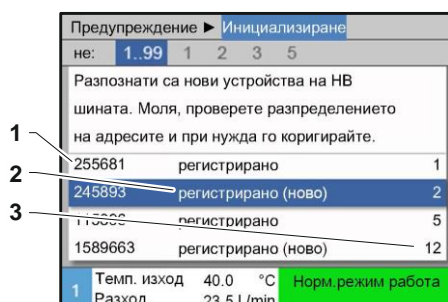 Предупреждение ► Инициализиране
не: 1..99 1 2 3 5
Разпознати са нови устройства на HB
шината. Моля, проверете разпределението
на адресите и при нужда го коригирайте.
1
255681 регистрирано 1
2
245893 регистрирано (ново) 2
3
регистрирано 5
1589663 регистрирано (ново) 12
1 Темп. изход 40.0 °C Норм.режим работа
Разход 23.5 l/min